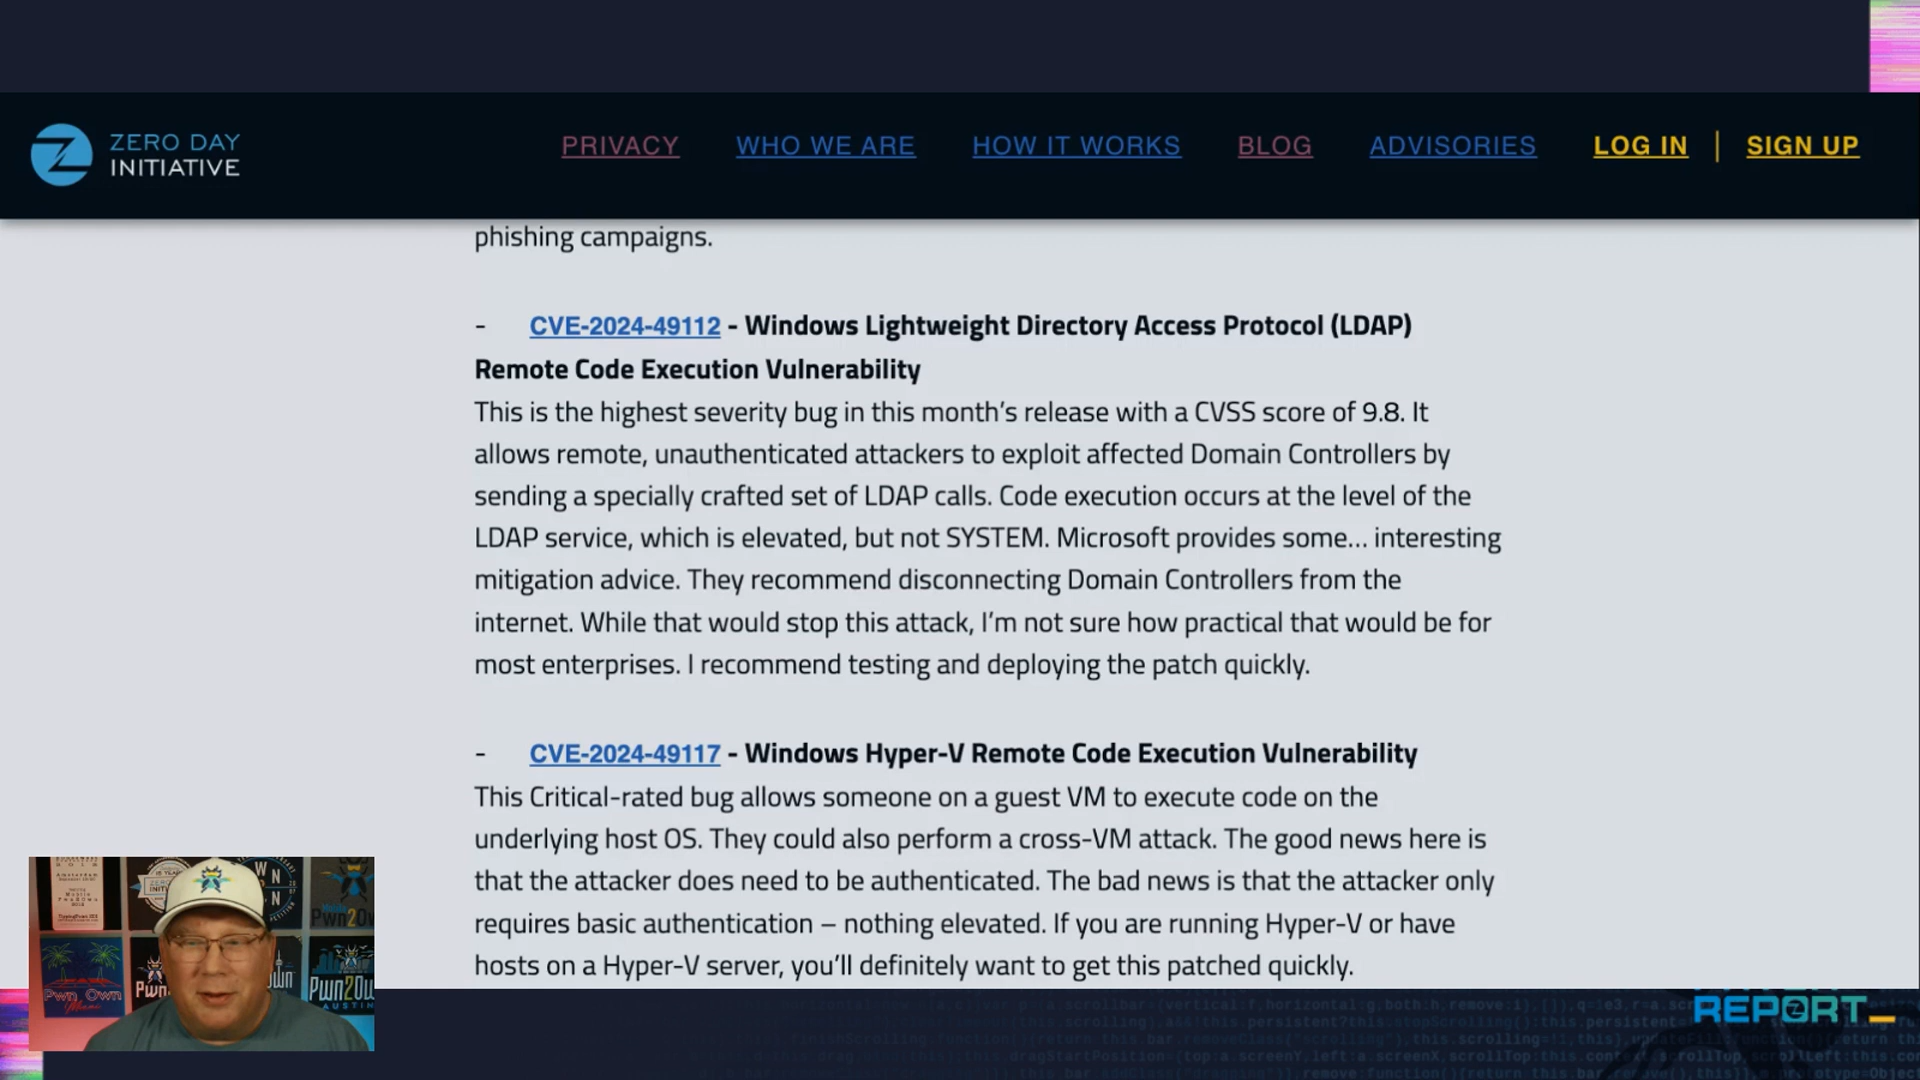 ZERO DAY
INITIATIVE
PRIVACY
WHO WE ARE
HOW IT WORKS
BLOG
ADVISORIES
LOG IN | SIGN UP
phishing campaigns.
- CVE-2024-49112 - Windows Lightweight Directory Access Protocol (LDAP)
Remote Code Execution Vulnerability
This is the highest severity bug in this month’s release with a CVSS score of 9.8. It
allows remote, unauthenticated attackers to exploit affected Domain Controllers by
sending a specially crafted set of LDAP calls. Code execution occurs at the level of the
LDAP service, which is elevated, but not SYSTEM. Microsoft provides some... interesting
mitigation advice. They recommend disconnecting Domain Controllers from the
internet. While that would stop this attack, I’m not sure how practical that would be for
most enterprises. I recommend testing and deploying the patch quickly.
- CVE-2024-49117 - Windows Hyper-V Remote Code Execution Vulnerability
This Critical-rated bug allows someone on a guest VM to execute code on the
underlying host OS. They could also perform a cross-VM attack. The good news here is
that the attacker does need to be authenticated. The bad news is that the attacker only
requires basic authentication – nothing elevated. If you are running Hyper-V or have
hosts on a Hyper-V server, you’ll definitely want to get this patched quickly.
Pwn Own
Miami
Pwn2Ow
AUSTIN
REPORT_